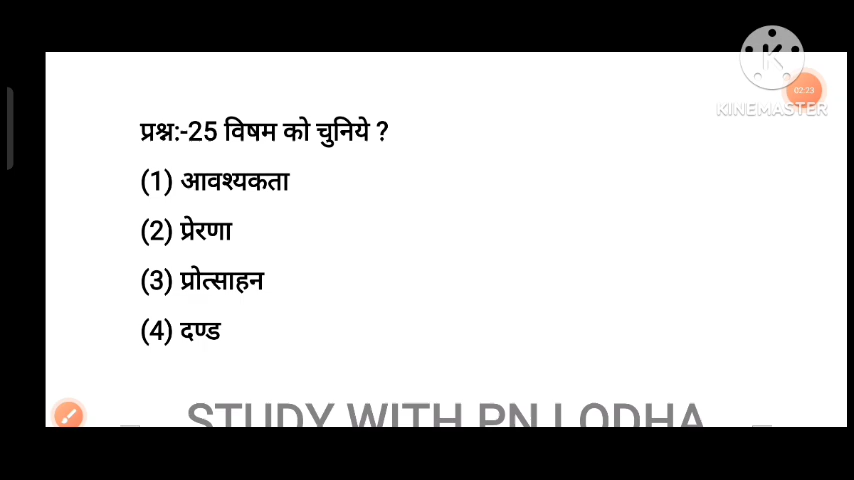 KINEMASTER
02:23
प्रश्न:-25 विषम को चुनिये ?
(1) आवश्यकता
(2) प्रेरणा
(3) प्रोत्साहन
(4) दण्ड
STUDY WITH PN LODHA